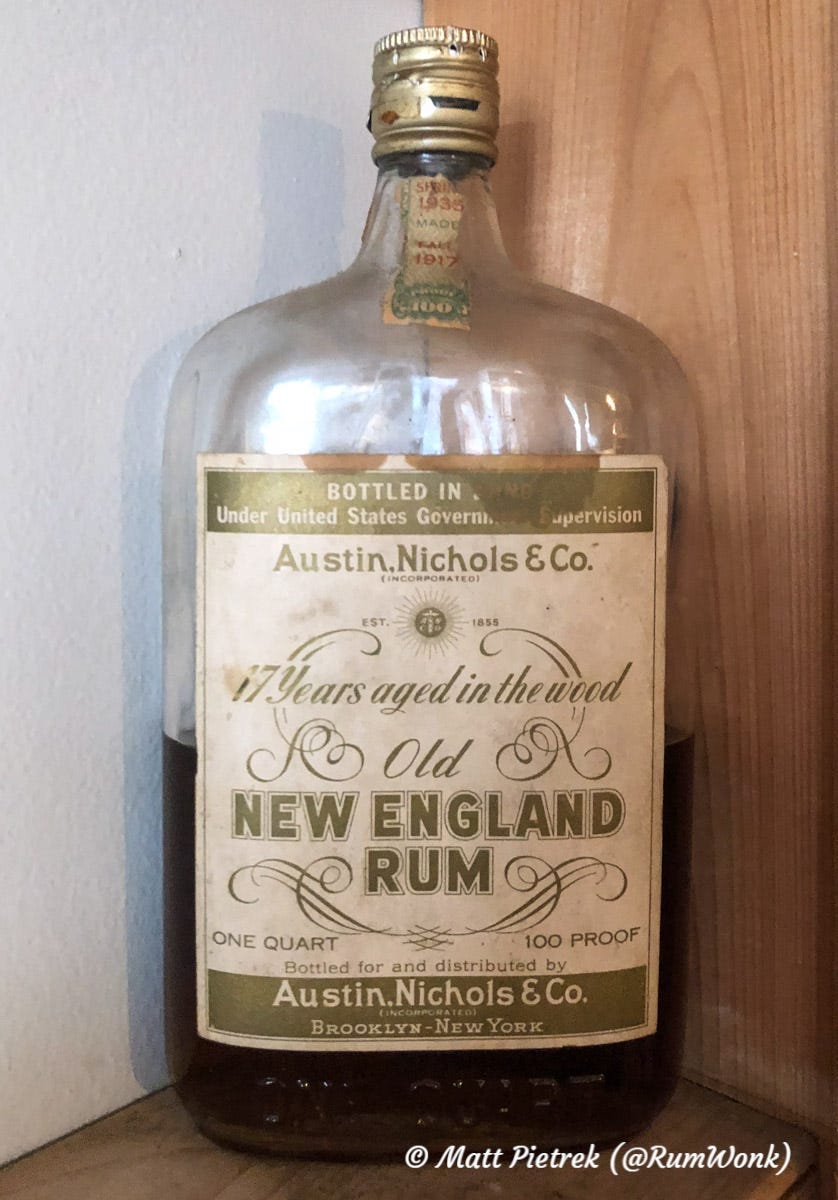 1935
MADE
FALL
1917
PROOF
100
BOTTLED IN
Under United States Supervision
Austin, Nichols & Co.
(INCORPORATED)
EST. 1855
17 Years aged in the wood
Old
NEW ENGLAND
RUM
ONE QUART 100 PROOF
Bottled for and distributed by
Austin, Nichols & Co.
(INCORPORATED)
BROOKLYN-NEW YORK
© Matt Pietrek (@RumWonk)